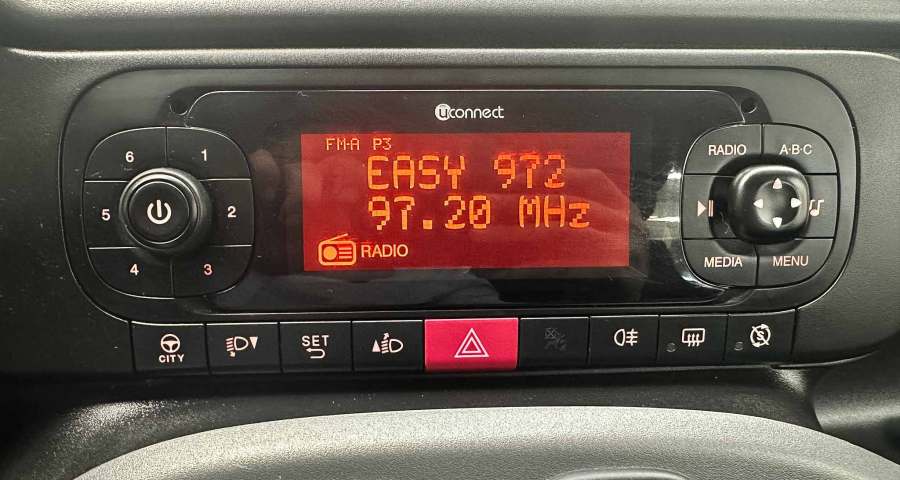 uconnect
FM-A P3
EASY 972
97.20 MHz
RADIO
6 1
5 2
4 3
RADIO A·B·C
MEDIA MENU
CITY
SET